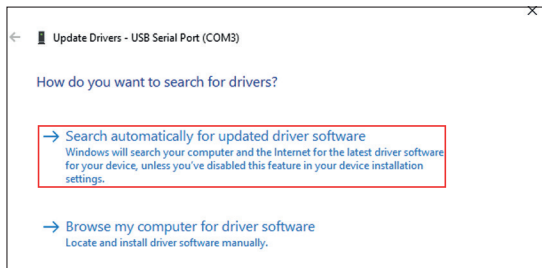 Update Drivers - USB Serial Port (COM3)
How do you want to search for drivers?
Search automatically for updated driver software
Windows will search your computer and the Internet for the latest driver software
for your device, unless you've disabled this feature in your device installation
settings.
Browse my computer for driver software
Locate and install driver software manually.